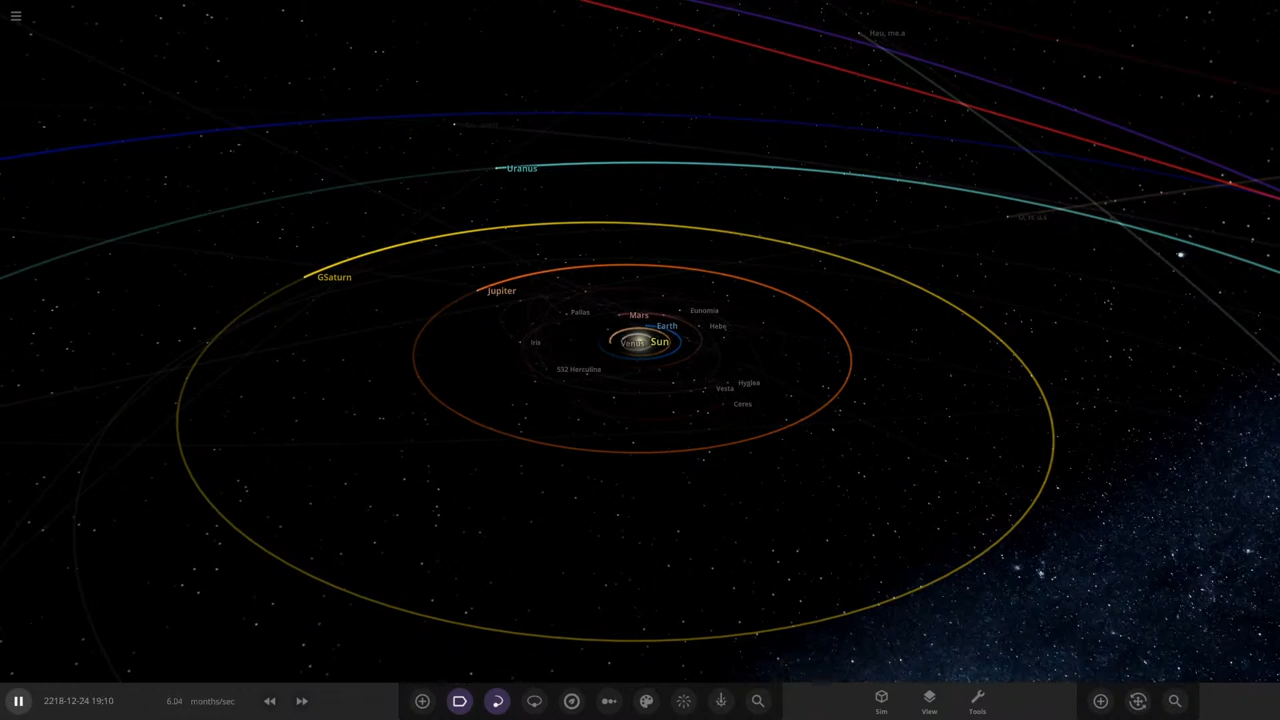 Uranus
GSaturn
Jupiter
Pallas
Mars
Eunomia
Earth
Hebe
Iris
Venus
Sun
532 Herculina
Hygiea
Vesta
Ceres
2218-12-24 19:10
6.04 months/sec
Sim
View
Tools